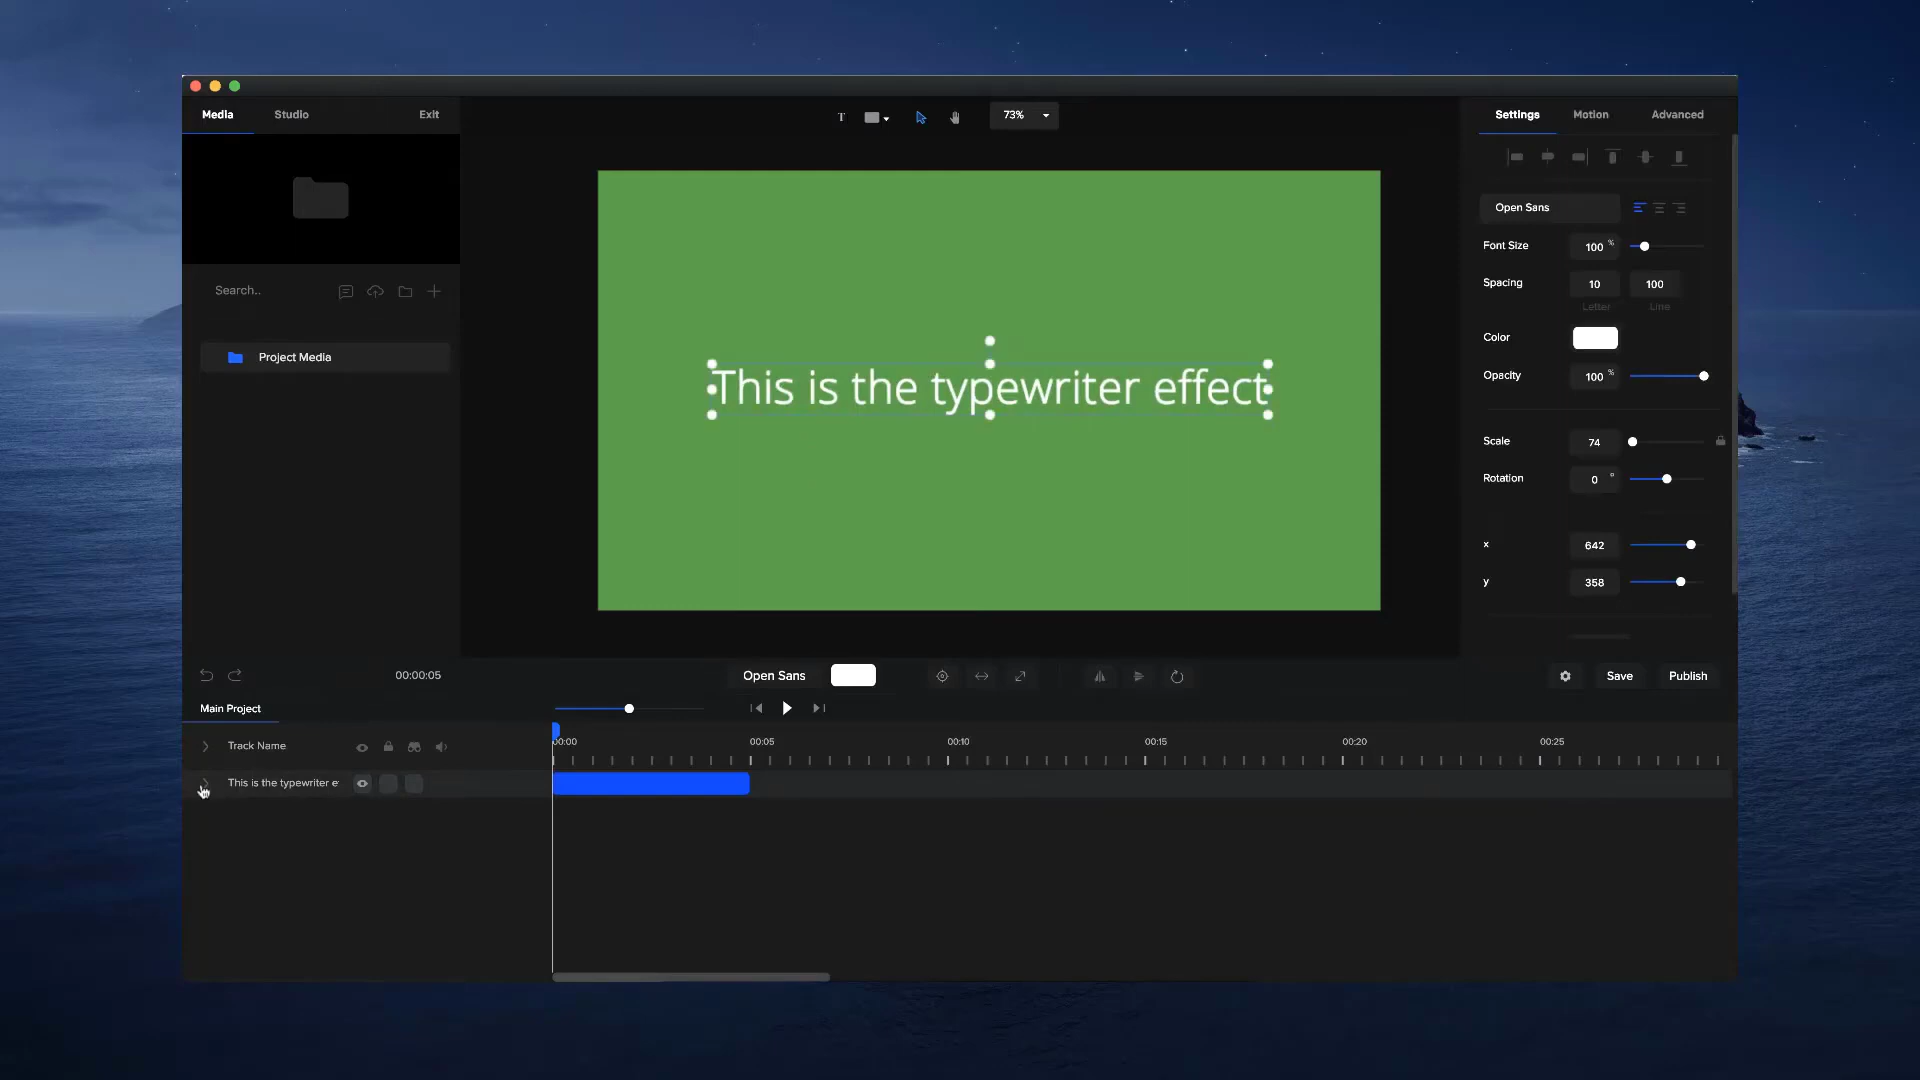 Media
Studio
Exit
T
73%
Settings
Motion
Advanced
Search..
Project Media
This is the typewriter effect
Open Sans
Font Size
100 %
Spacing
10
100
Letter
Line
Color
Opacity
100 %
Scale
74
Rotation
0 °
x
642
y
358
00:00:05
Open Sans
Save
Publish
Main Project
Track Name
00:00
00:05
00:10
00:15
00:20
00:25
This is the typewriter e